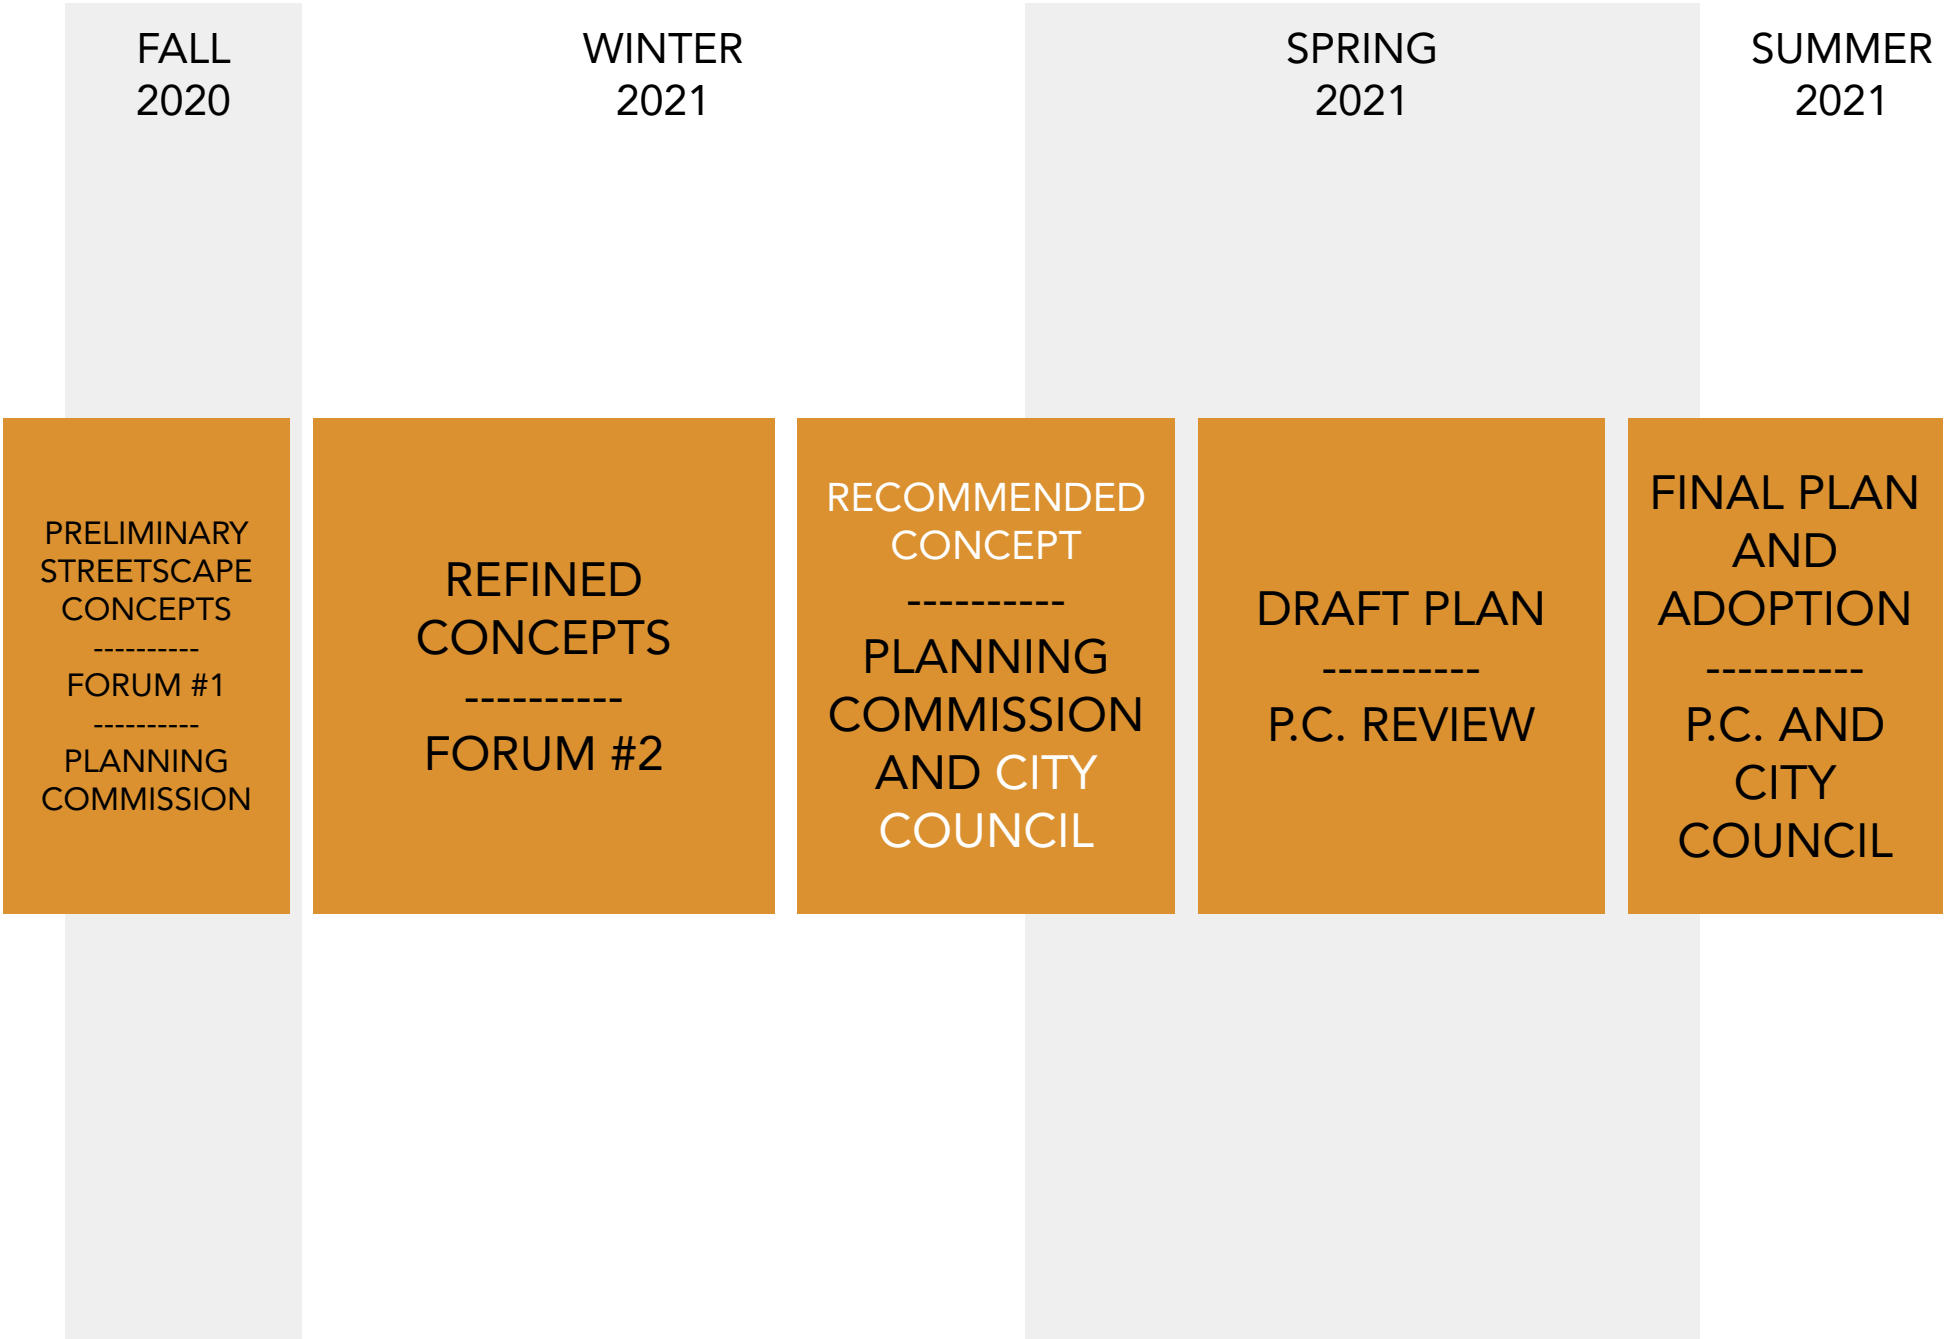 FALL
2020
WINTER
2021
SPRING
2021
SUMMER
2021
PRELIMINARY
STREETSCAPE
CONCEPTS
----------
FORUM #1
----------
PLANNING
COMMISSION
REFINED
CONCEPTS
----------
FORUM #2
RECOMMENDED
CONCEPT
----------
PLANNING
COMMISSION
AND CITY
COUNCIL
DRAFT PLAN
----------
P.C. REVIEW
FINAL PLAN
AND
ADOPTION
----------
P.C. AND
CITY
COUNCIL